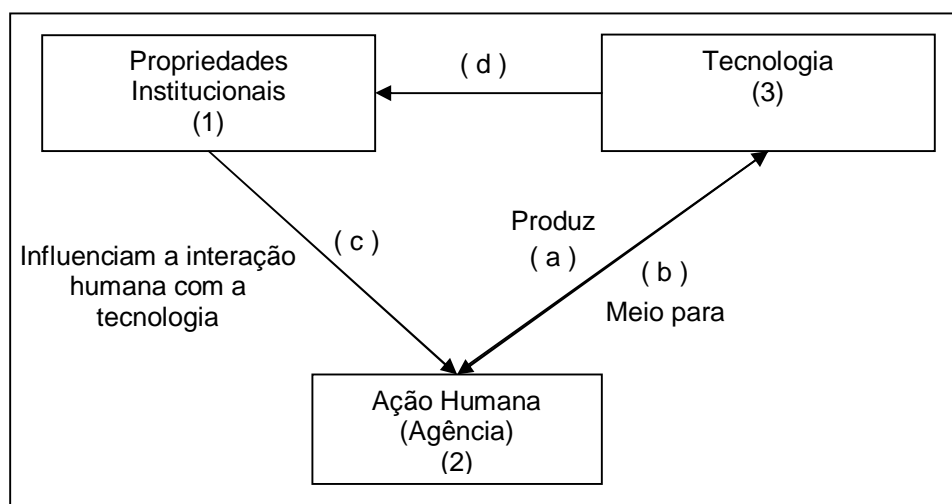 Propriedades
Institucionais
(1)
( d )
Tecnologia
(3)
Influenciam a interação
humana com a
tecnologia
( c )
Produz
( a )
( b )
Meio para
Ação Humana
(Agência)
(2)